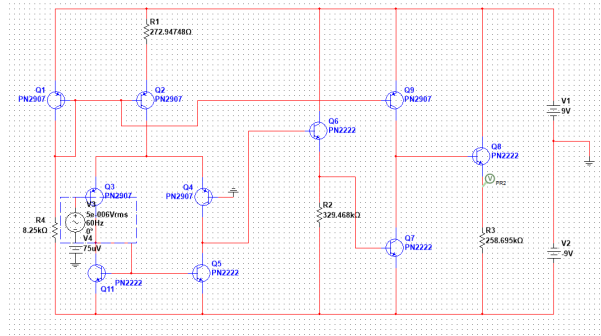 R1
272.94748Ω
Q1
PN2907
Q2
PN2907
Q9
PN2907
V1
9V
Q6
PN2222
Q8
PN2222
V
PR2
Q3
PN2907
Q4
PN2907
V3
5e-006Vrms
60Hz
0°
V4
75uV
R4
8.25kΩ
R2
329.468kΩ
Q7
PN2222
R3
258.695kΩ
V2
-9V
Q11
PN2222
Q5
PN2222